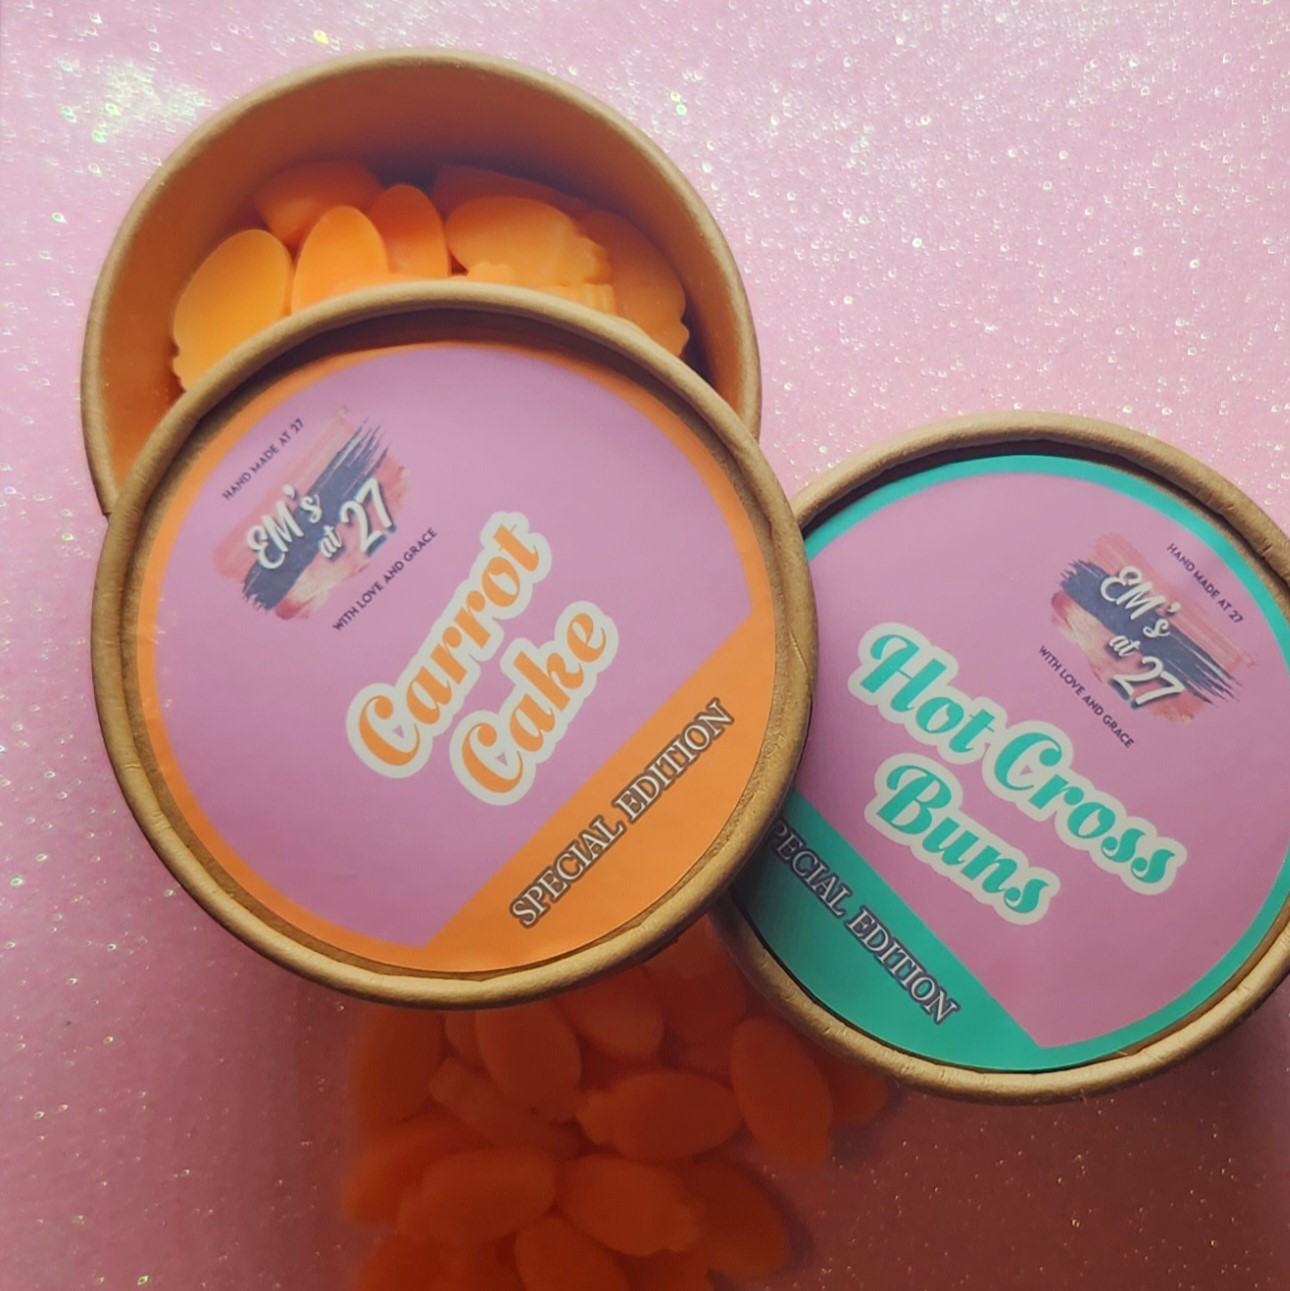 HAND MADE AT 27
EM's
at 27
WITH LOVE AND GRACE
Carrot
Cake
SPECIAL EDITION
HAND MADE AT 27
EM's
at 27
WITH LOVE AND GRACE
Hot Cross
Buns
SPECIAL EDITION